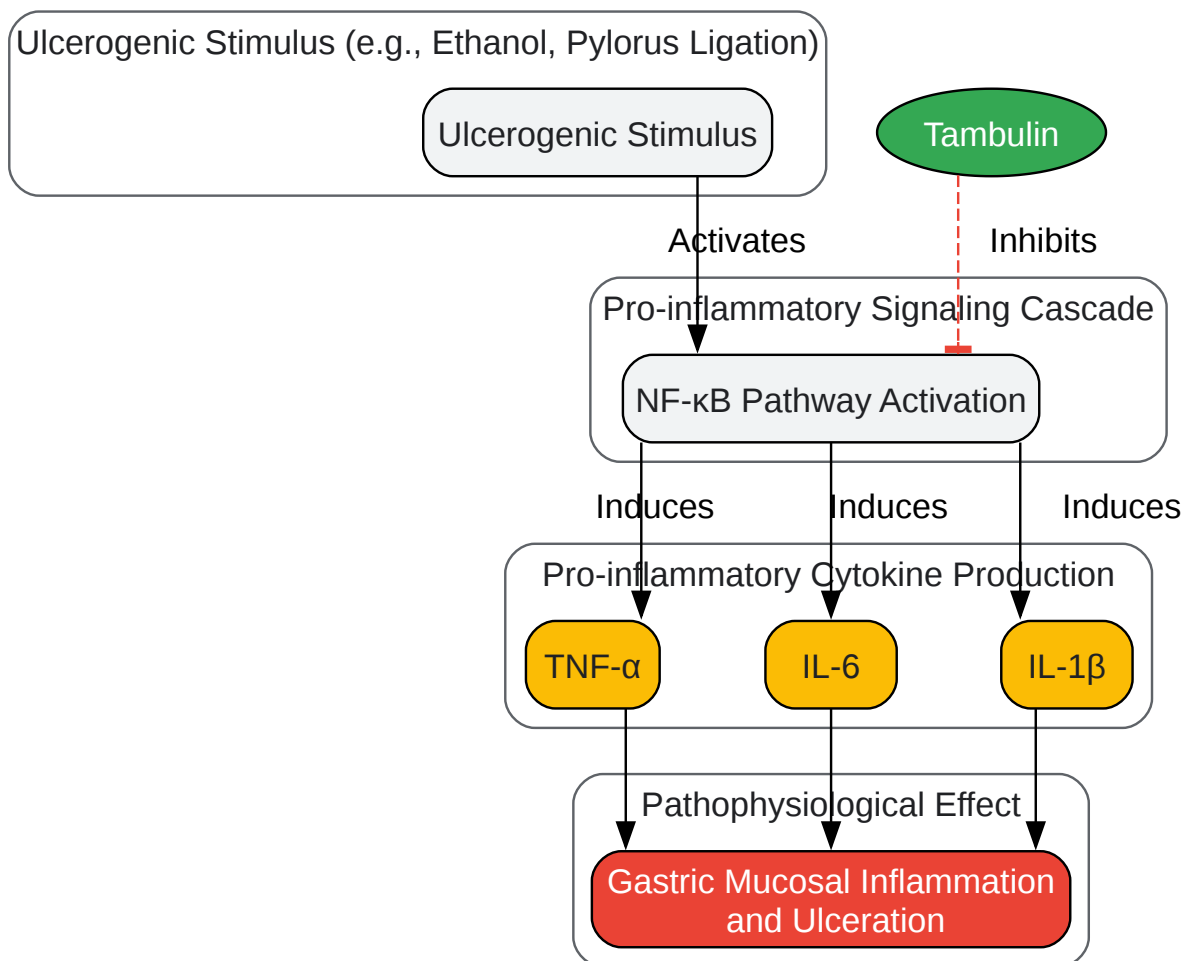 Ulcerogenic Stimulus (e.g., Ethanol, Pylorus Ligation)
Ulcerogenic Stimulus
Tambulin
Activates
Inhibits
Pro-inflammatory Signaling Cascade
NF-κB Pathway Activation
Induces
Induces
Induces
Pro-inflammatory Cytokine Production
TNF-α
IL-6
IL-1β
Pathophysiological Effect
Gastric Mucosal Inflammation
and Ulceration